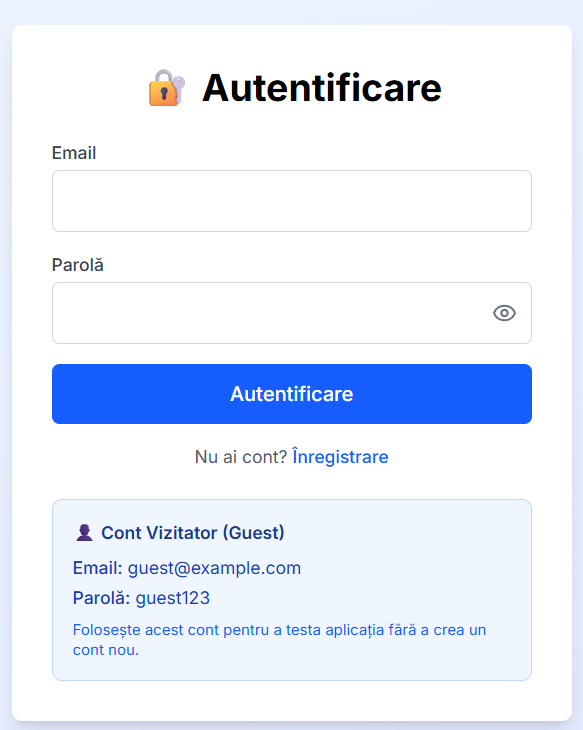 Autentificare
Email
Parolă
Autentificare
Nu ai cont? Înregistrare
Cont Vizitator (Guest)
Email: guest@example.com
Parolă: guest123
Folosește acest cont pentru a testa aplicația fără a crea un
cont nou.